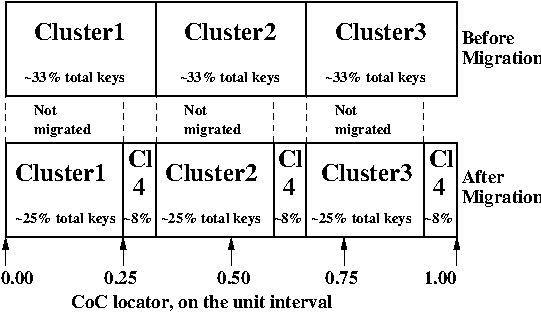 Cluster1 Cluster2 Cluster3 Before
Migration
~33% total keys ~33% total keys ~33% total keys
Not Not Not
migrated migrated migrated
Cluster1 Cl Cluster2 Cl Cluster3 Cl After
4 4 4 Migration
~25% total keys ~8% ~25% total keys ~8% ~25% total keys ~8%
0.00 0.25 0.50 0.75 1.00
CoC locator, on the unit interval